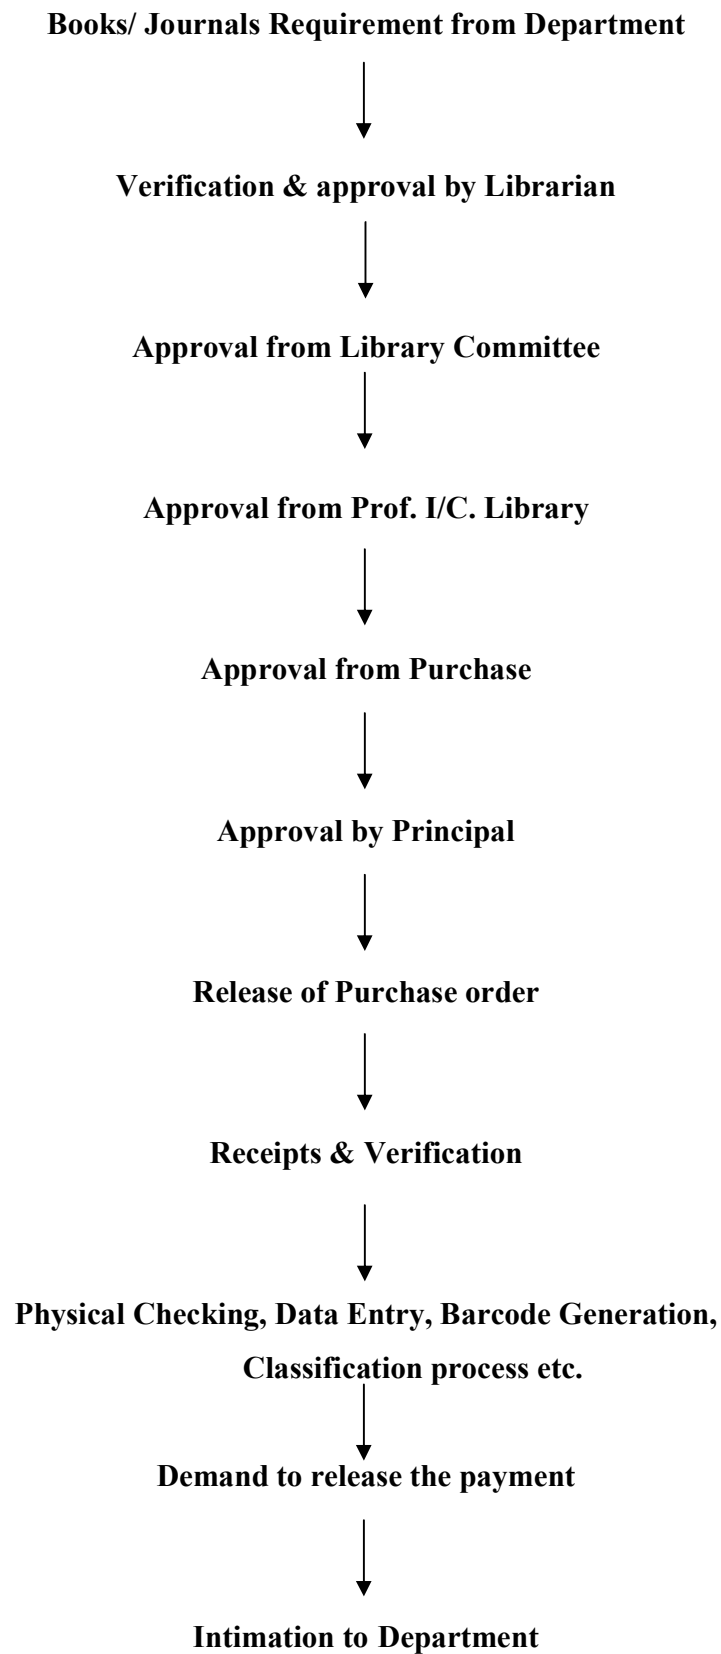 Books/ Journals Requirement from Department
Verification & approval by Librarian
Approval from Library Committee
Approval from Prof. I/C. Library
Approval from Purchase
Approval by Principal
Release of Purchase order
Receipts & Verification
Physical Checking, Data Entry, Barcode Generation,
Classification process etc.
Demand to release the payment
Intimation to Department